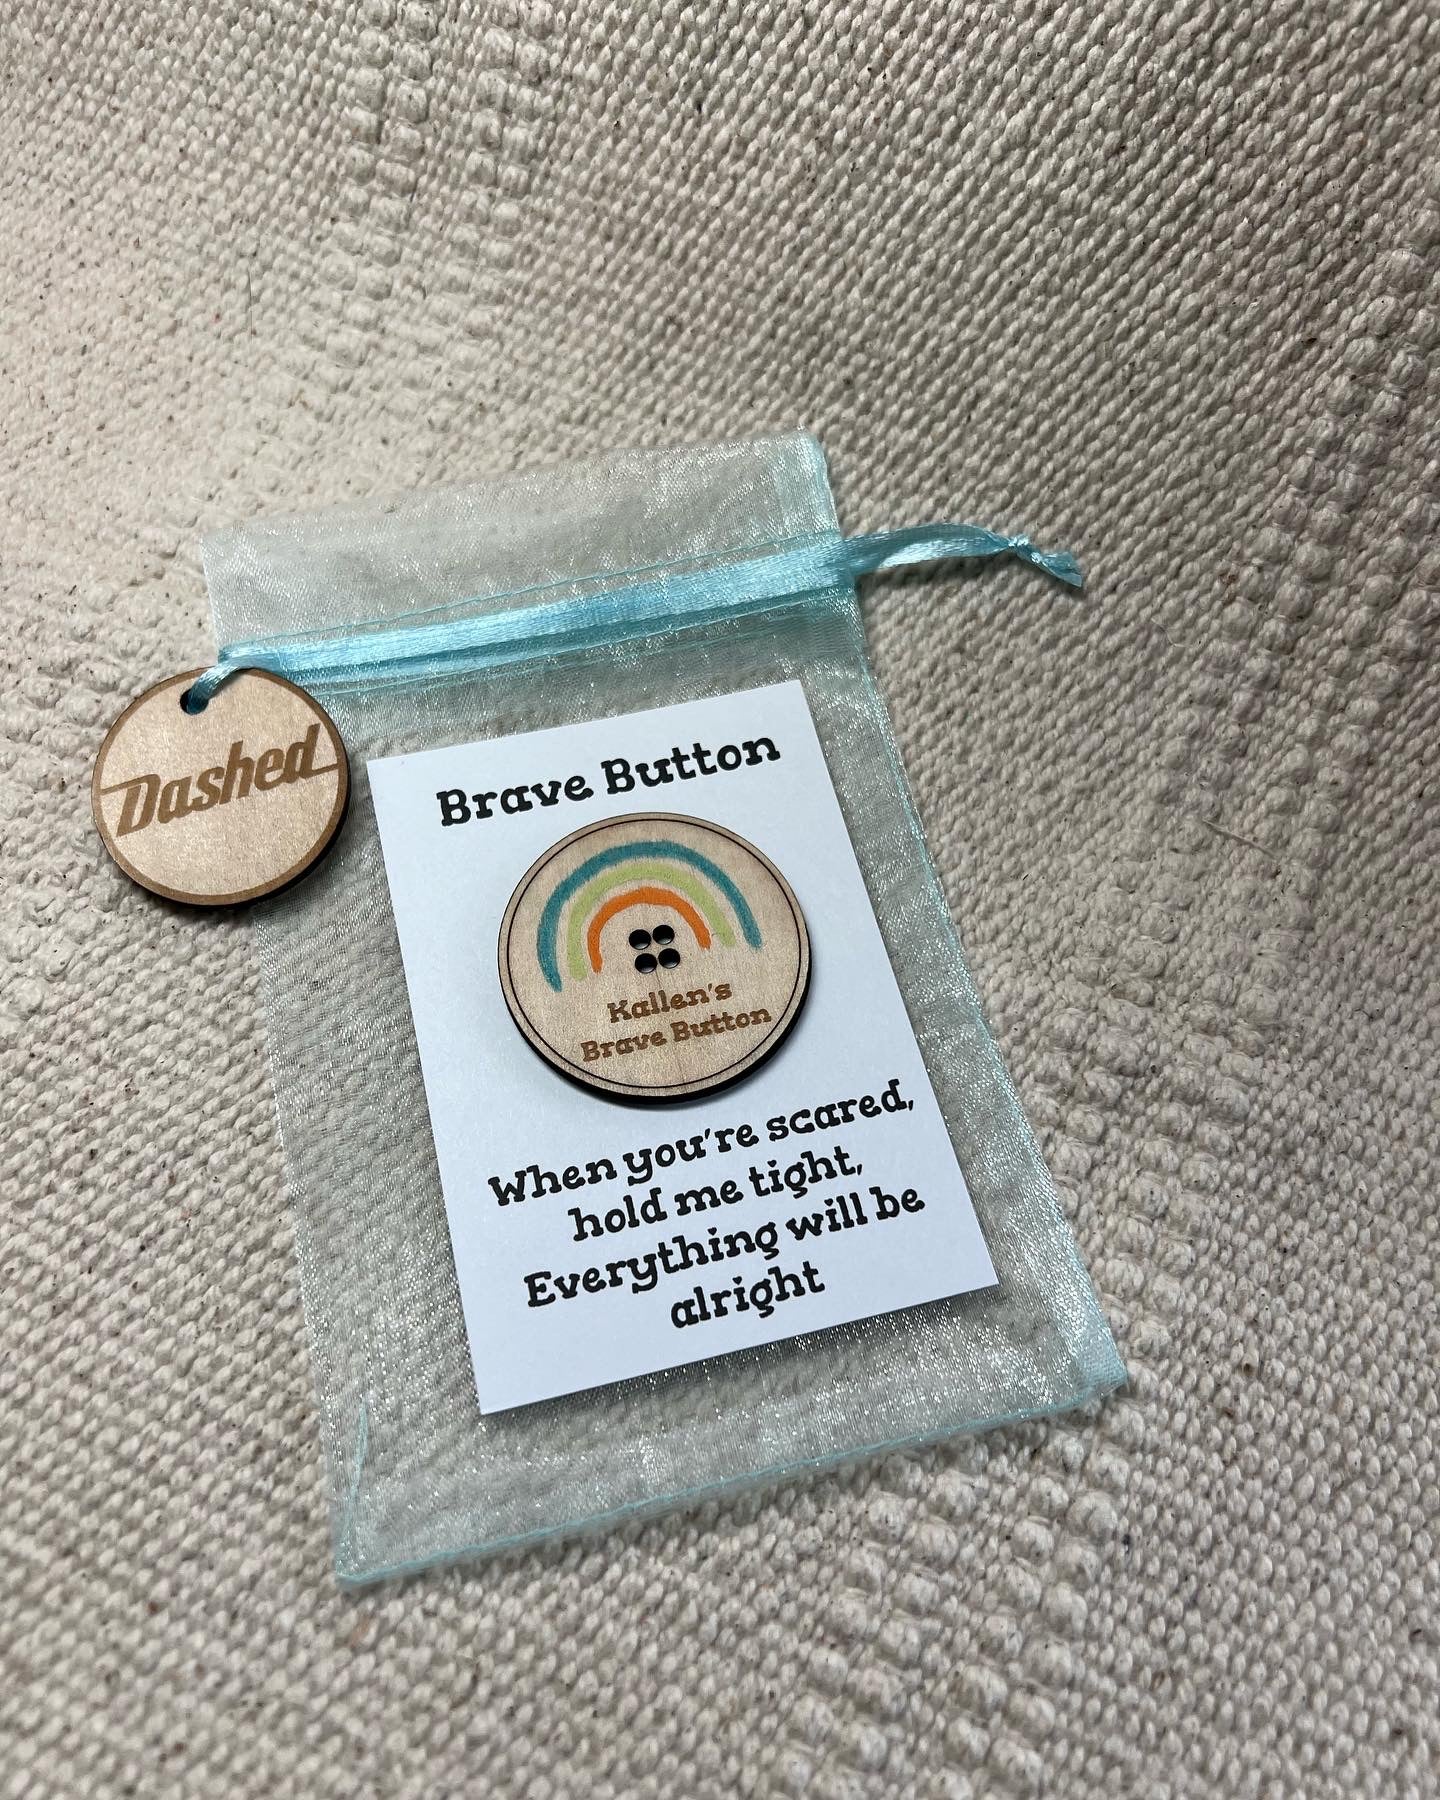 Dashed
Brave Button
Kallen's
Brave Button
When you're scared,
hold me tight,
Everything will be
alright